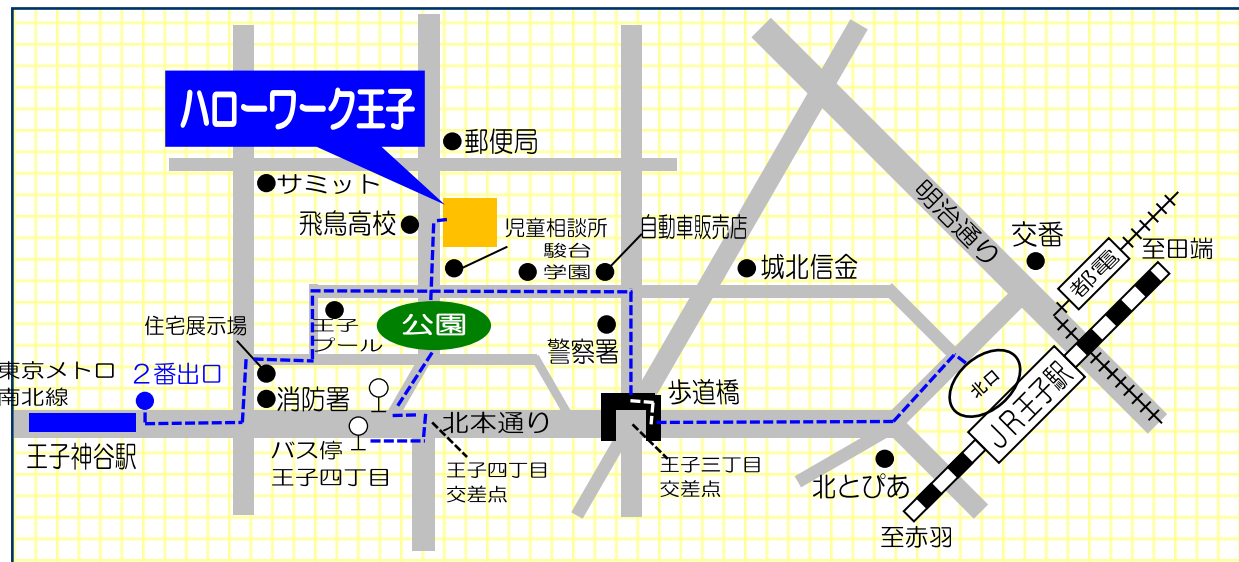 ハローワーク王子
郵便局
サミット
飛鳥高校
児童相談所
駿台
学園
自動車販売店
城北信金
明治通り
交番
都電
至田端
住宅展示場
王子
プール
公園
警察署
東京メトロ
南北線
2番出口
消防署
歩道橋
北口
JR王子駅
北本通り
王子神谷駅
バス停
王子四丁目
王子四丁目
交差点
王子三丁目
交差点
北とぴあ
至赤羽